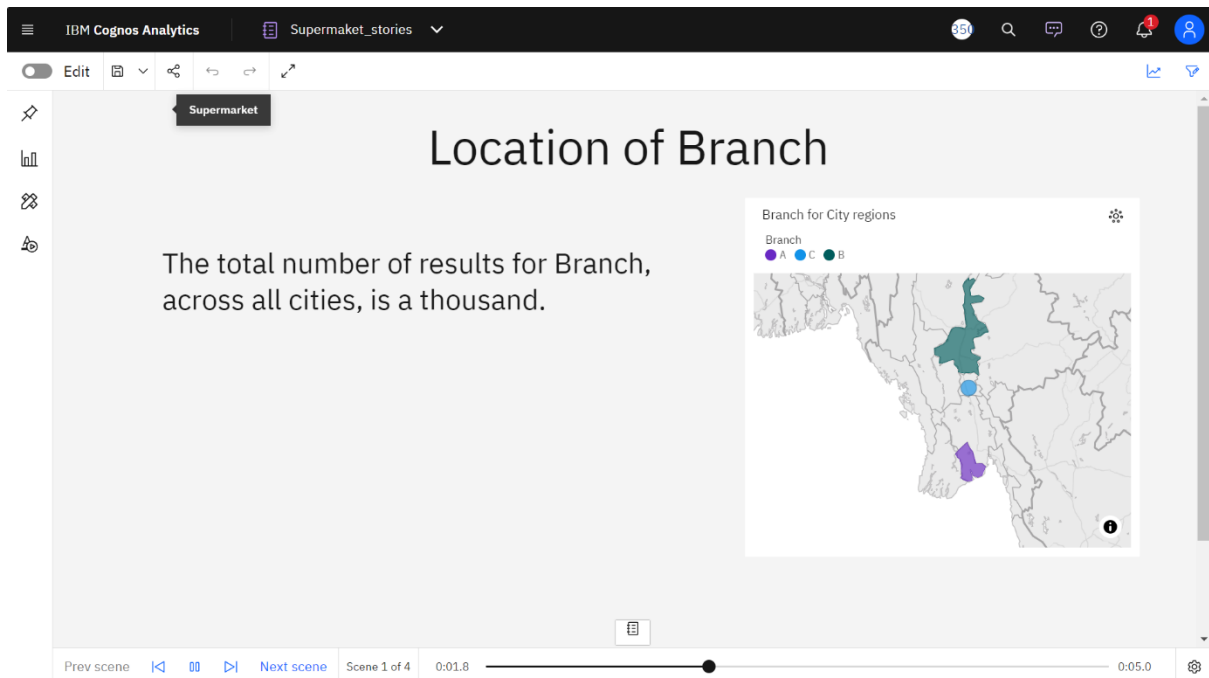 IBM Cognos Analytics
Supermaket_stories
350
1
Edit
Supermarket
Location of Branch
The total number of results for Branch,
across all cities, is a thousand.
Branch for City regions
Branch
A C B
Prev scene
Next scene
Scene 1 of 4
0:01.8
0:05.0